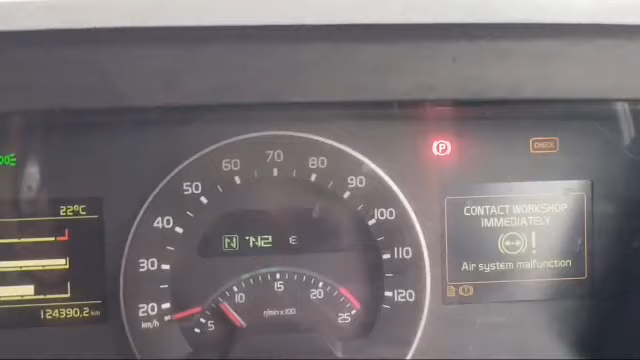 22°C
124390,2 km
20 30 40 50 60 70 80 90 100 110 120
km/h
N
5 10 15 20 25
r/min x100
P
CHECK
CONTACT WORKSHOP
IMMEDIATELY
!
Air system malfunction